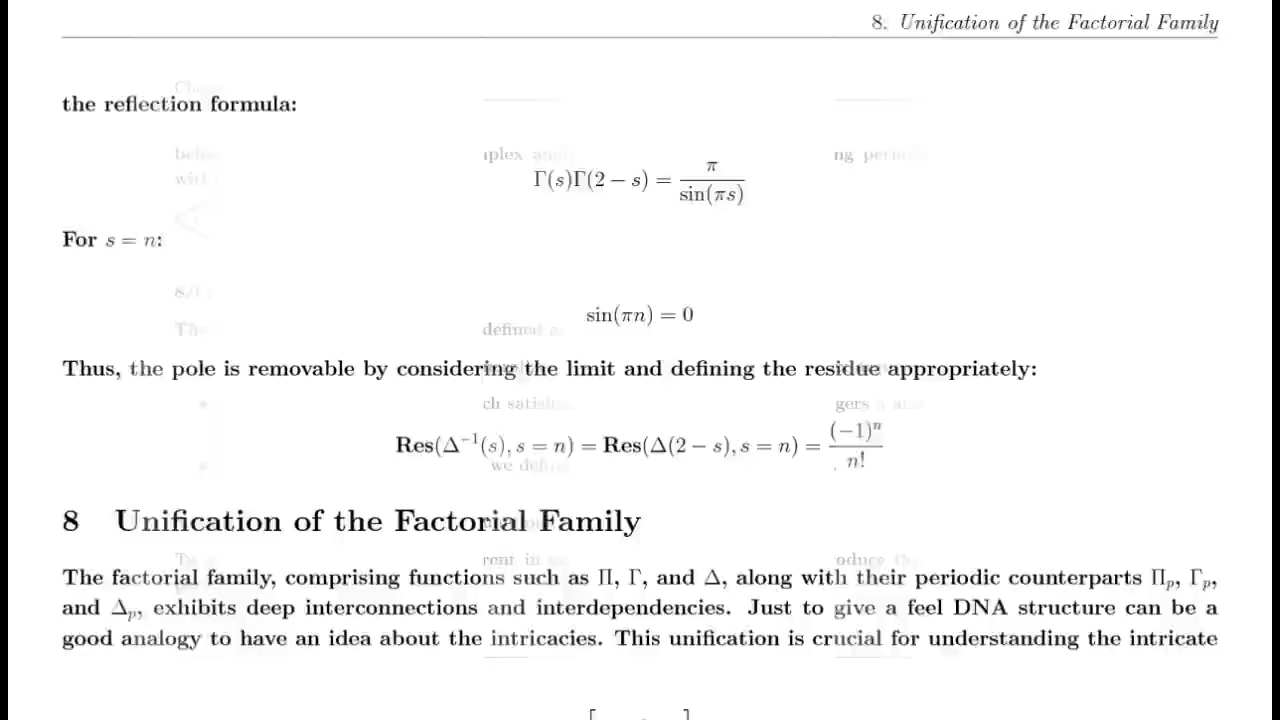 8. Unification of the Factorial Family
the reflection formula:
Γ(s)Γ(2 − s) = π / sin(πs)
For s = n:
sin(πn) = 0
Thus, the pole is removable by considering the limit and defining the residue appropriately:
Res(Δ⁻¹(s), s = n) = Res(Δ(2 − s), s = n) = (−1)ⁿ / n!
8 Unification of the Factorial Family
The factorial family, comprising functions such as Π, Γ, and Δ, along with their periodic counterparts Πₚ, Γₚ,
and Δₚ, exhibits deep interconnections and interdependencies. Just to give a feel DNA structure can be a
good analogy to have an idea about the intricacies. This unification is crucial for understanding the intricate